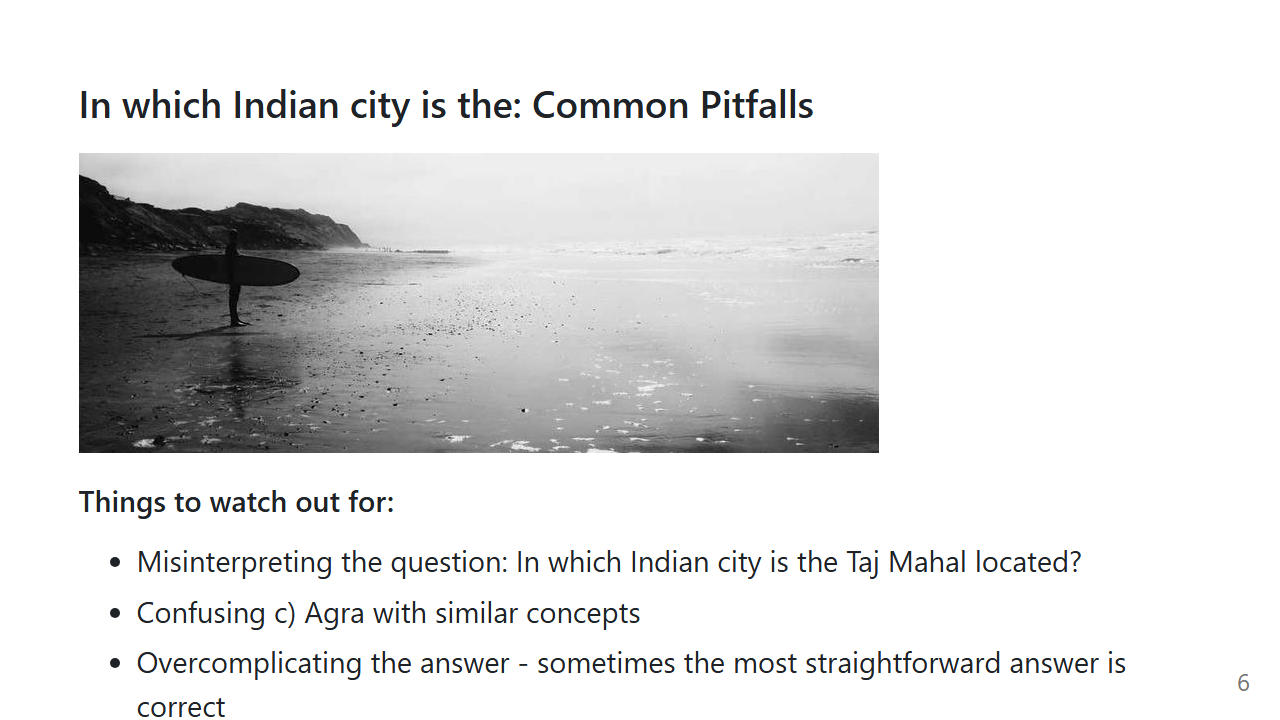 In which Indian city is the: Common Pitfalls
Things to watch out for:
Misinterpreting the question: In which Indian city is the Taj Mahal located?
Confusing c) Agra with similar concepts
Overcomplicating the answer - sometimes the most straightforward answer is
correct
6